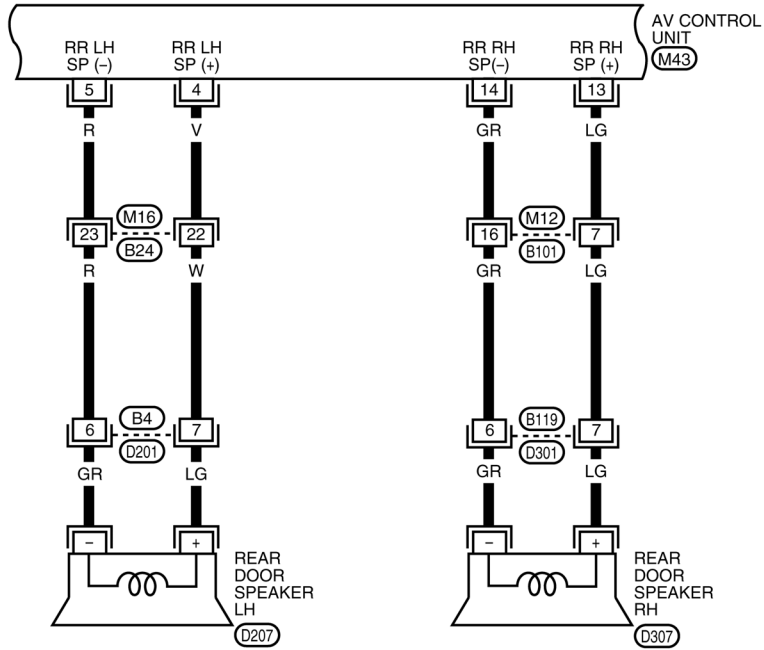 AV CONTROL
UNIT
M43
RR LH
SP (−)
RR LH
SP (+)
RR RH
SP(−)
RR RH
SP (+)
5
4
14
13
R
V
GR
LG
M16
M12
23
22
16
7
B24
B101
R
W
GR
LG
B4
B119
6
7
6
7
D201
D301
GR
LG
GR
LG
−
+
−
+
REAR
DOOR
SPEAKER
LH
D207
REAR
DOOR
SPEAKER
RH
D307